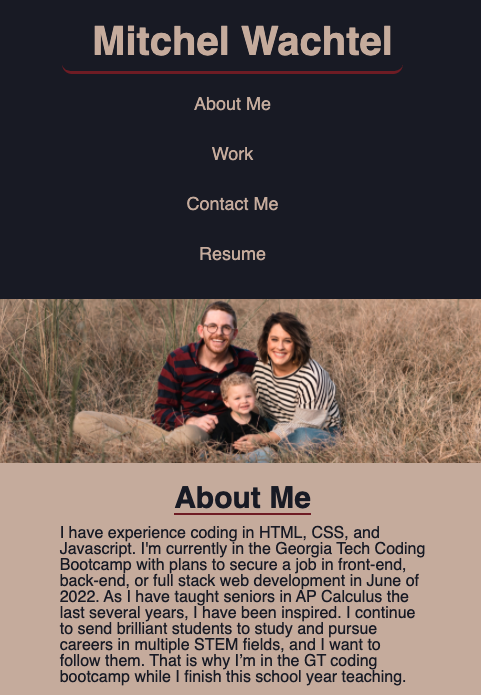 Mitchel Wachtel
About Me
Work
Contact Me
Resume
About Me
I have experience coding in HTML, CSS, and
Javascript. I'm currently in the Georgia Tech Coding
Bootcamp with plans to secure a job in front-end,
back-end, or full stack web development in June of
2022. As I have taught seniors in AP Calculus the
last several years, I have been inspired. I continue
to send brilliant students to study and pursue
careers in multiple STEM fields, and I want to
follow them. That is why I'm in the GT coding
bootcamp while I finish this school year teaching.